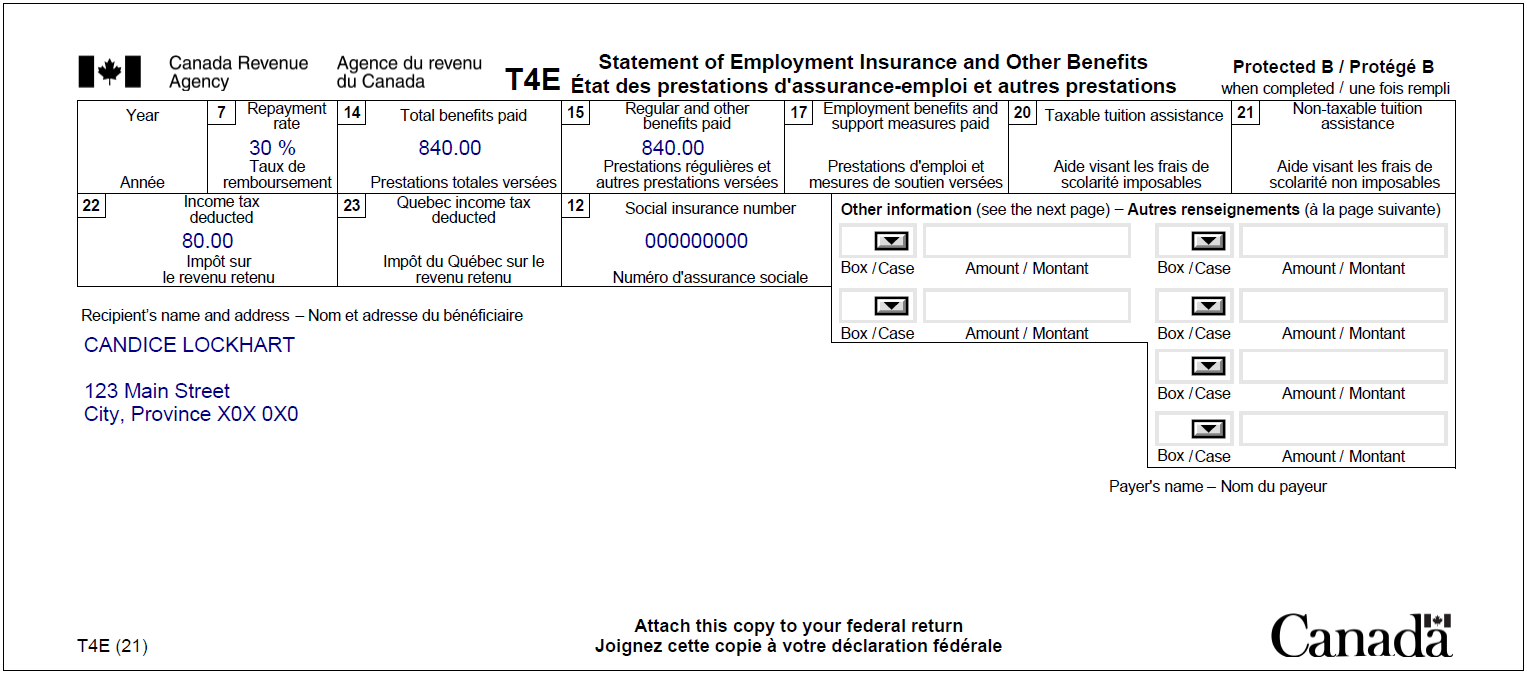 Canada Revenue Agency
Agence du revenu du Canada
T4E
Statement of Employment Insurance and Other Benefits
État des prestations d'assurance-emploi et autres prestations
Protected B / Protégé B
when completed / une fois rempli
Year
Année
7 Repayment rate
30 %
Taux de remboursement
14 Total benefits paid
840.00
Prestations totales versées
15 Regular and other benefits paid
840.00
Prestations régulières et autres prestations versées
17 Employment benefits and support measures paid
Prestations d'emploi et mesures de soutien versées
20 Taxable tuition assistance
Aide visant les frais de scolarité imposables
21 Non-taxable tuition assistance
Aide visant les frais de scolarité non imposables
22 Income tax deducted
80.00
Impôt sur le revenu retenu
23 Quebec income tax deducted
Impôt du Québec sur le revenu retenu
12 Social insurance number
000000000
Numéro d'assurance sociale
Other information (see the next page) – Autres renseignements (à la page suivante)
Box / Case Amount / Montant Box / Case Amount / Montant
Box / Case Amount / Montant Box / Case Amount / Montant
Box / Case Amount / Montant
Box / Case Amount / Montant
Recipient's name and address – Nom et adresse du bénéficiaire
CANDICE LOCKHART
123 Main Street
City, Province X0X 0X0
Payer's name – Nom du payeur
Attach this copy to your federal return
Joignez cette copie à votre déclaration fédérale
T4E (21)
Canada